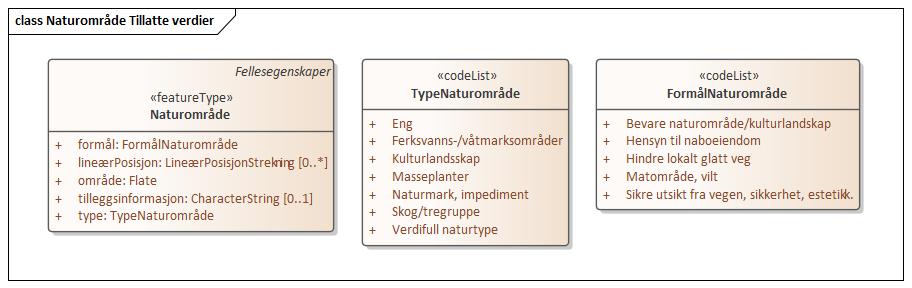 class Naturområde Tillatte verdier
Fellesegenskaper
«featureType»
Naturområde
+ formål: FormålNaturområde
+ lineærPosisjon: LineærPosisjonStrekning [0..*]
+ område: Flate
+ tilleggsinformasjon: CharacterString [0..1]
+ type: TypeNaturområde
«codeList»
TypeNaturområde
+ Eng
+ Ferksvanns-/våtmarksområder
+ Kulturlandsskap
+ Masseplanter
+ Naturmark, impediment
+ Skog/tregruppe
+ Verdifull naturtype
«codeList»
FormålNaturområde
+ Bevare naturområde/kulturlandskap
+ Hensyn til naboeiendom
+ Hindre lokalt glatt veg
+ Matområde, vilt
+ Sikre utsikt fra vegen, sikkerhet, estetikk.